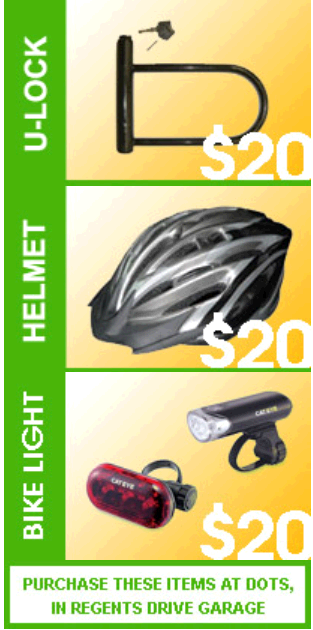 U-LOCK
$20
HELMET
$20
BIKE LIGHT
CATEYE
CATEYE
$20
PURCHASE THESE ITEMS AT DOTS,
IN REGENTS DRIVE GARAGE